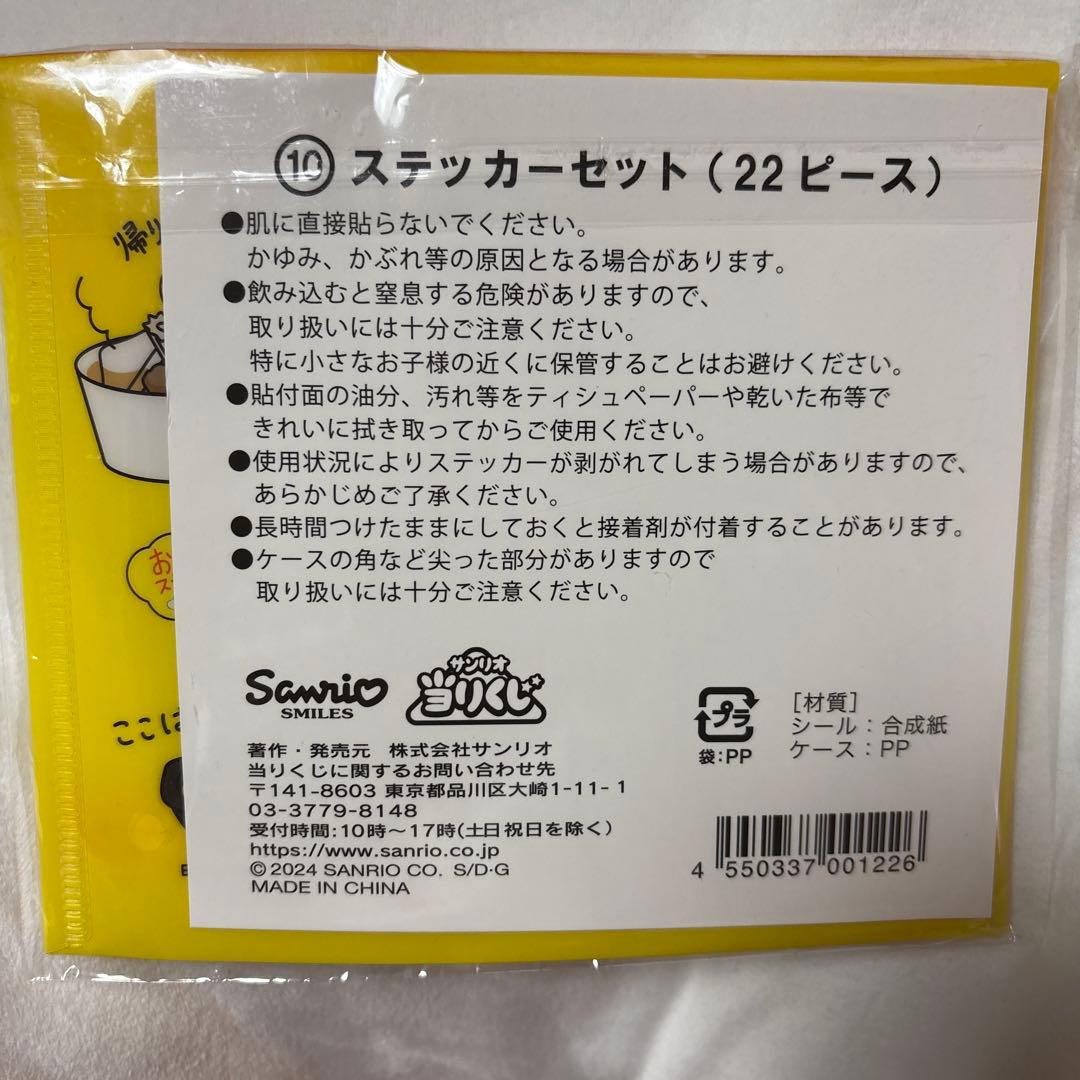 ⑩ ステッカーセット(22ピース)
●肌に直接貼らないでください。
かゆみ、かぶれ等の原因となる場合があります。
●飲み込むと窒息する危険がありますので、
取り扱いには十分ご注意ください。
特に小さなお子様の近くに保管することはお避けください。
●貼付面の油分、汚れ等をティシュペーパーや乾いた布等で
きれいに拭き取ってからご使用ください。
●使用状況によりステッカーが剥がれてしまう場合がありますので、
あらかじめご了承ください。
●長時間つけたままにしておくと接着剤が付着することがあります。
●ケースの角など尖った部分がありますので
取り扱いには十分ご注意ください。
Sanrio
SMILES
サンリオ
当りくじ
著作・発売元 株式会社サンリオ
当りくじに関するお問い合わせ先
〒141-8603 東京都品川区大崎1-11-1
03-3779-8148
受付時間:10時〜17時(土日祝日を除く)
https://www.sanrio.co.jp
©2024 SANRIO CO. S/D·G
MADE IN CHINA
プラ
袋:PP
[材質]
シール:合成紙
ケース:PP
4 550337 001226
帰り
お
ス
ここは